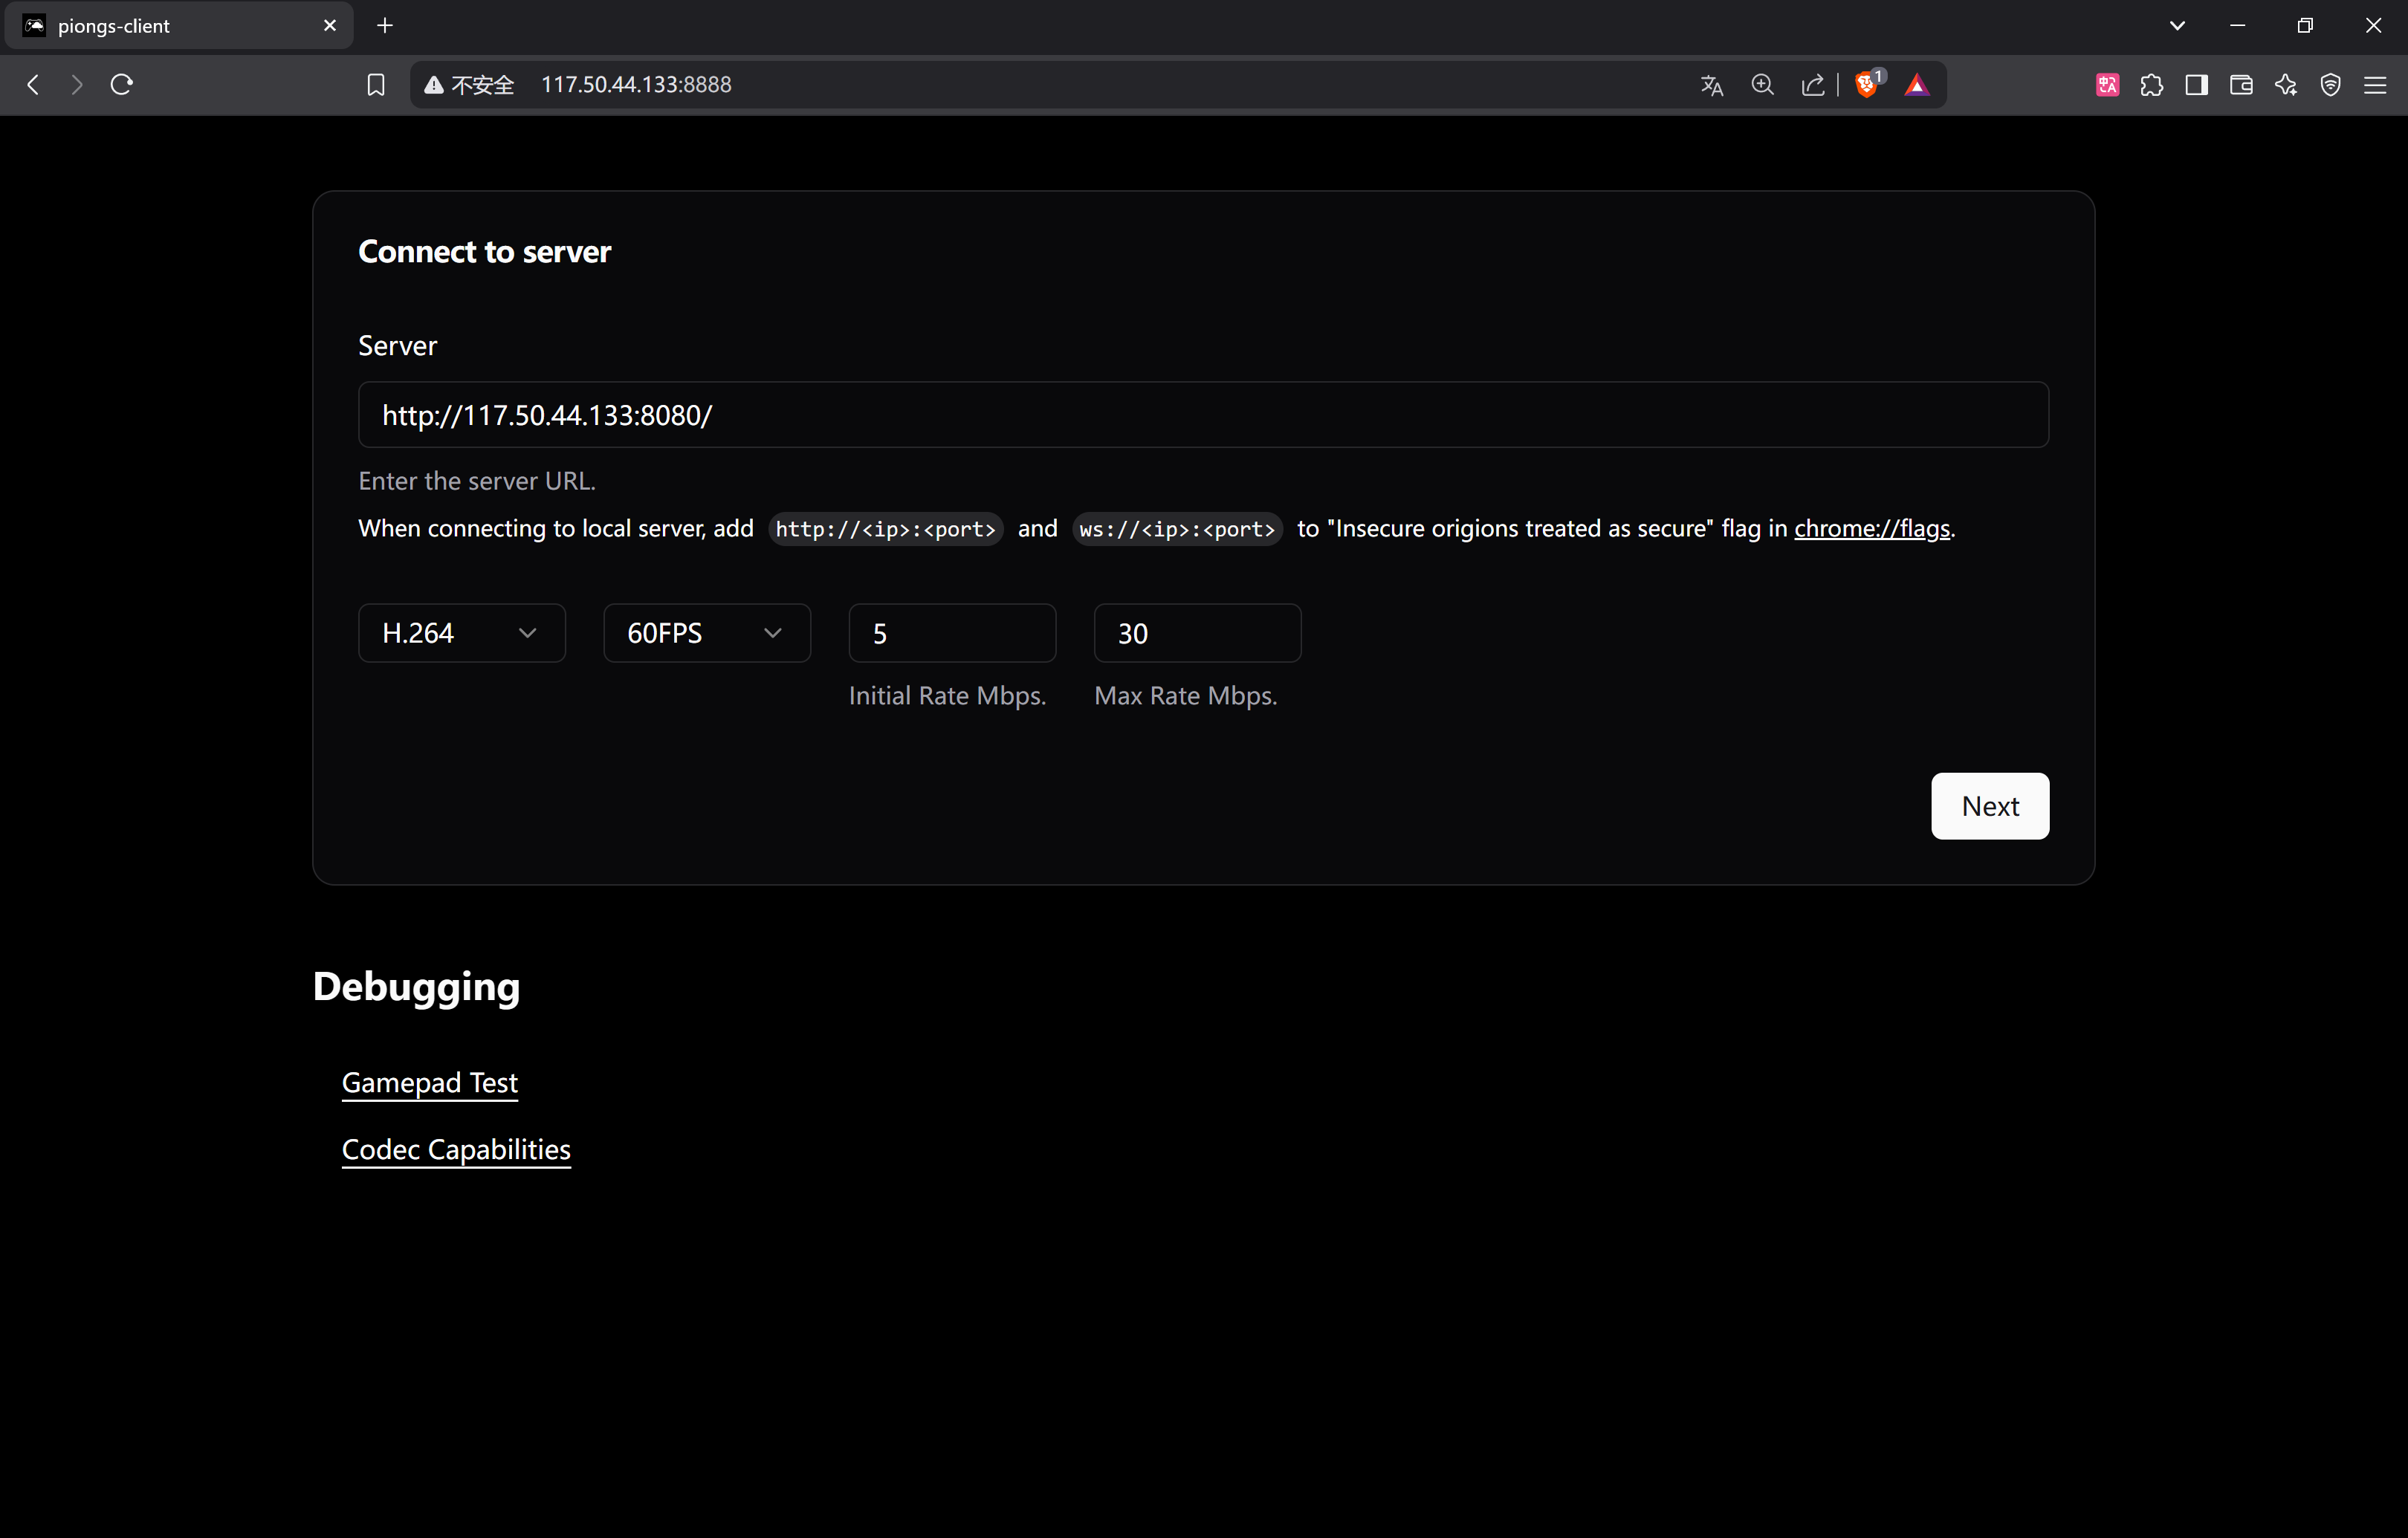 piongs-client
不安全 117.50.44.133:8888
1
Connect to server
Server
http://117.50.44.133:8080/
Enter the server URL.
When connecting to local server, add http://<ip>:<port> and ws://<ip>:<port> to "Insecure origions treated as secure" flag in chrome://flags.
H.264 60FPS 5 30
Initial Rate Mbps. Max Rate Mbps.
Next
Debugging
Gamepad Test
Codec Capabilities